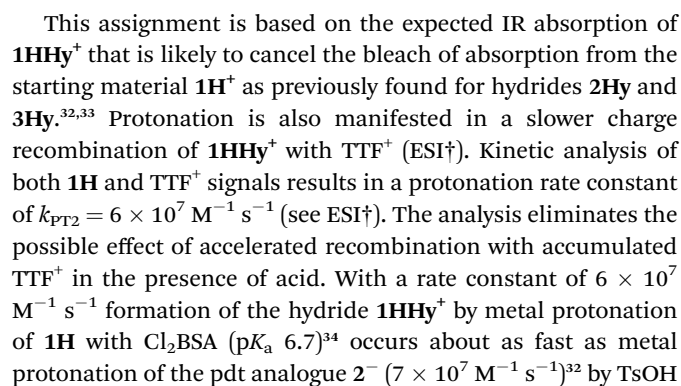 This assignment is based on the expected IR absorption of
1HHy⁺ that is likely to cancel the bleach of absorption from the
starting material 1H⁺ as previously found for hydrides 2Hy and
3Hy.³²,³³ Protonation is also manifested in a slower charge
recombination of 1HHy⁺ with TTF⁺ (ESI†). Kinetic analysis of
both 1H and TTF⁺ signals results in a protonation rate constant
of k_PT2 = 6 × 10⁷ M⁻¹ s⁻¹ (see ESI†). The analysis eliminates the
possible effect of accelerated recombination with accumulated
TTF⁺ in the presence of acid. With a rate constant of 6 × 10⁷
M⁻¹ s⁻¹ formation of the hydride 1HHy⁺ by metal protonation
of 1H with Cl₂BSA (pKₐ 6.7)³⁴ occurs about as fast as metal
protonation of the pdt analogue 2⁻ (7 × 10⁷ M⁻¹ s⁻¹)³² by TsOH